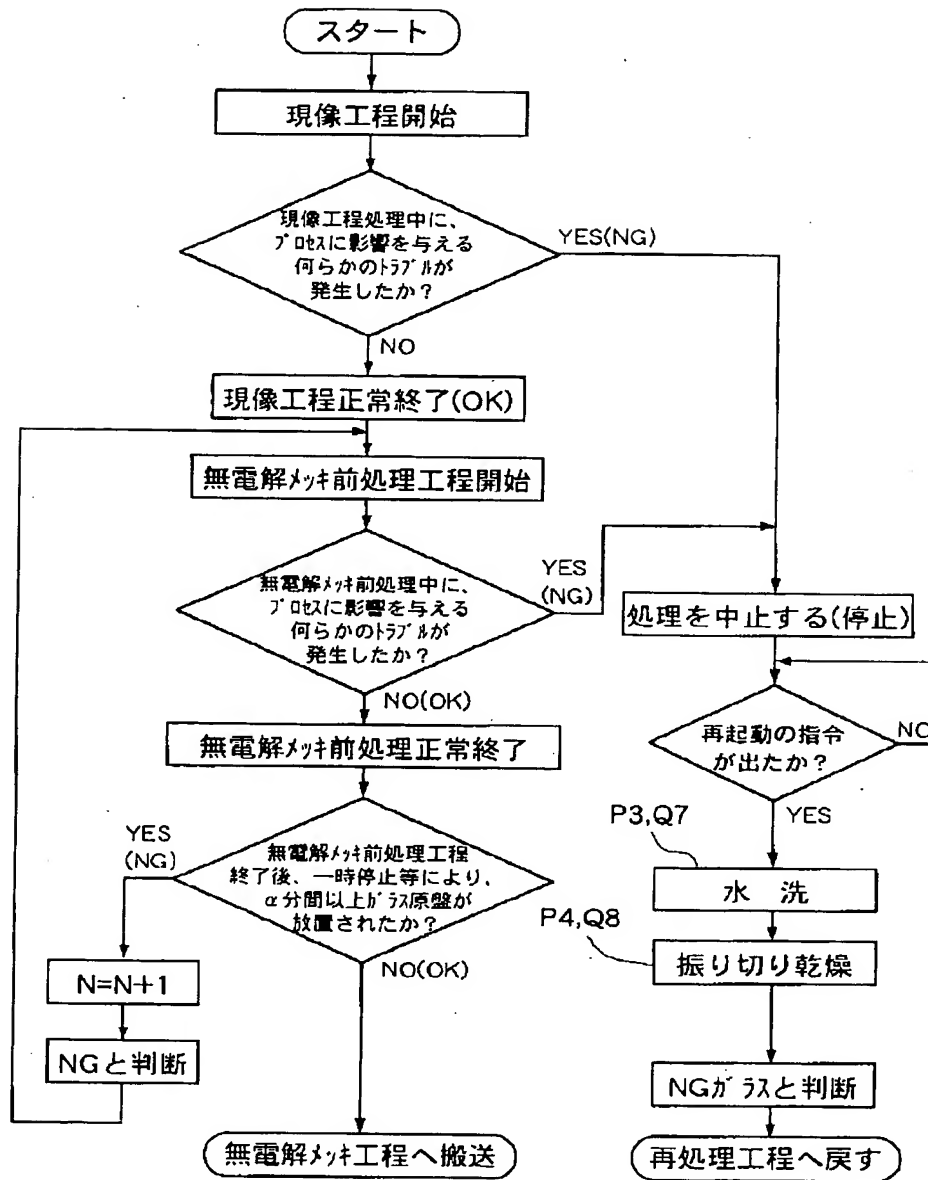 スタート
現像工程開始
現像工程処理中に、
プロセスに影響を与える
何らかのトラブルが
発生したか？
YES(NG)
NO
現像工程正常終了(OK)
無電解メッキ前処理工程開始
無電解メッキ前処理中に、
プロセスに影響を与える
何らかのトラブルが
発生したか？
YES
(NG)
NO(OK)
無電解メッキ前処理正常終了
無電解メッキ前処理工程
終了後、一時停止等により、
α分間以上ガラス原盤が
放置されたか？
YES
(NG)
NO(OK)
N=N+1
NGと判断
無電解メッキ工程へ搬送
処理を中止する(停止)
再起動の指令
が出たか？
NO
YES
P3,Q7
水 洗
P4,Q8
振り切り乾燥
NGガラスと判断
再処理工程へ戻す